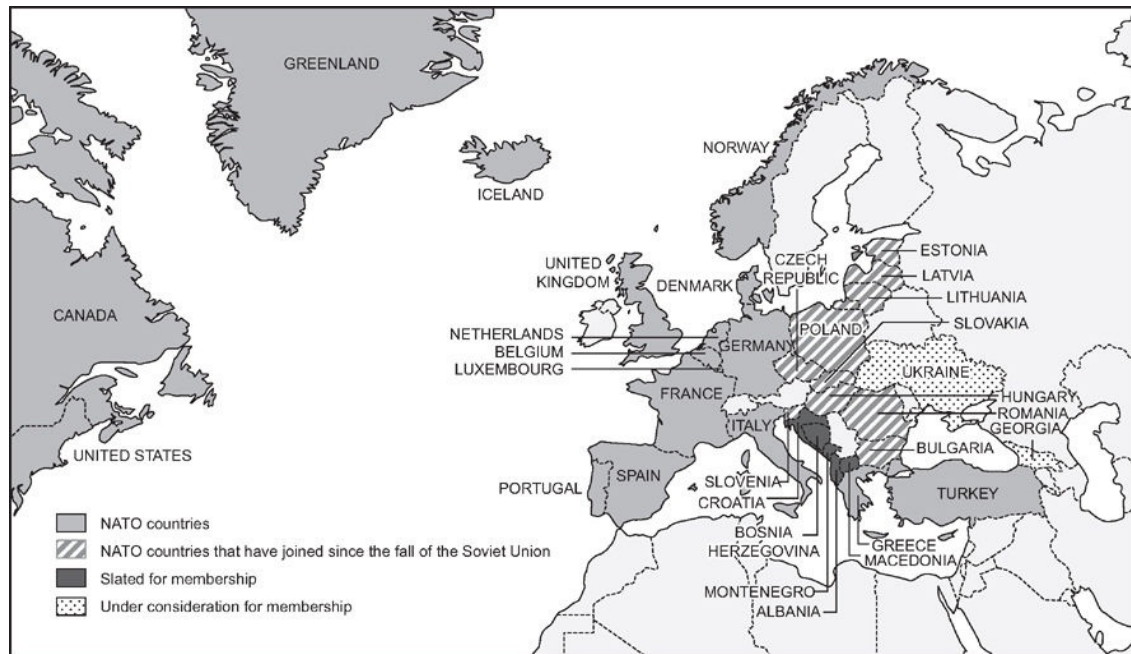 GREENLAND
ICELAND
NORWAY
CANADA
UNITED STATES
UNITED
KINGDOM
DENMARK
CZECH
REPUBLIC
ESTONIA
LATVIA
LITHUANIA
SLOVAKIA
NETHERLANDS
BELGIUM
LUXEMBOURG
GERMANY
POLAND
UKRAINE
FRANCE
HUNGARY
ROMANIA
GEORGIA
ITALY
BULGARIA
PORTUGAL
SPAIN
SLOVENIA
CROATIA
BOSNIA
HERZEGOVINA
MONTENEGRO
ALBANIA
TURKEY
GREECE
MACEDONIA
NATO countries
NATO countries that have joined since the fall of the Soviet Union
Slated for membership
Under consideration for membership